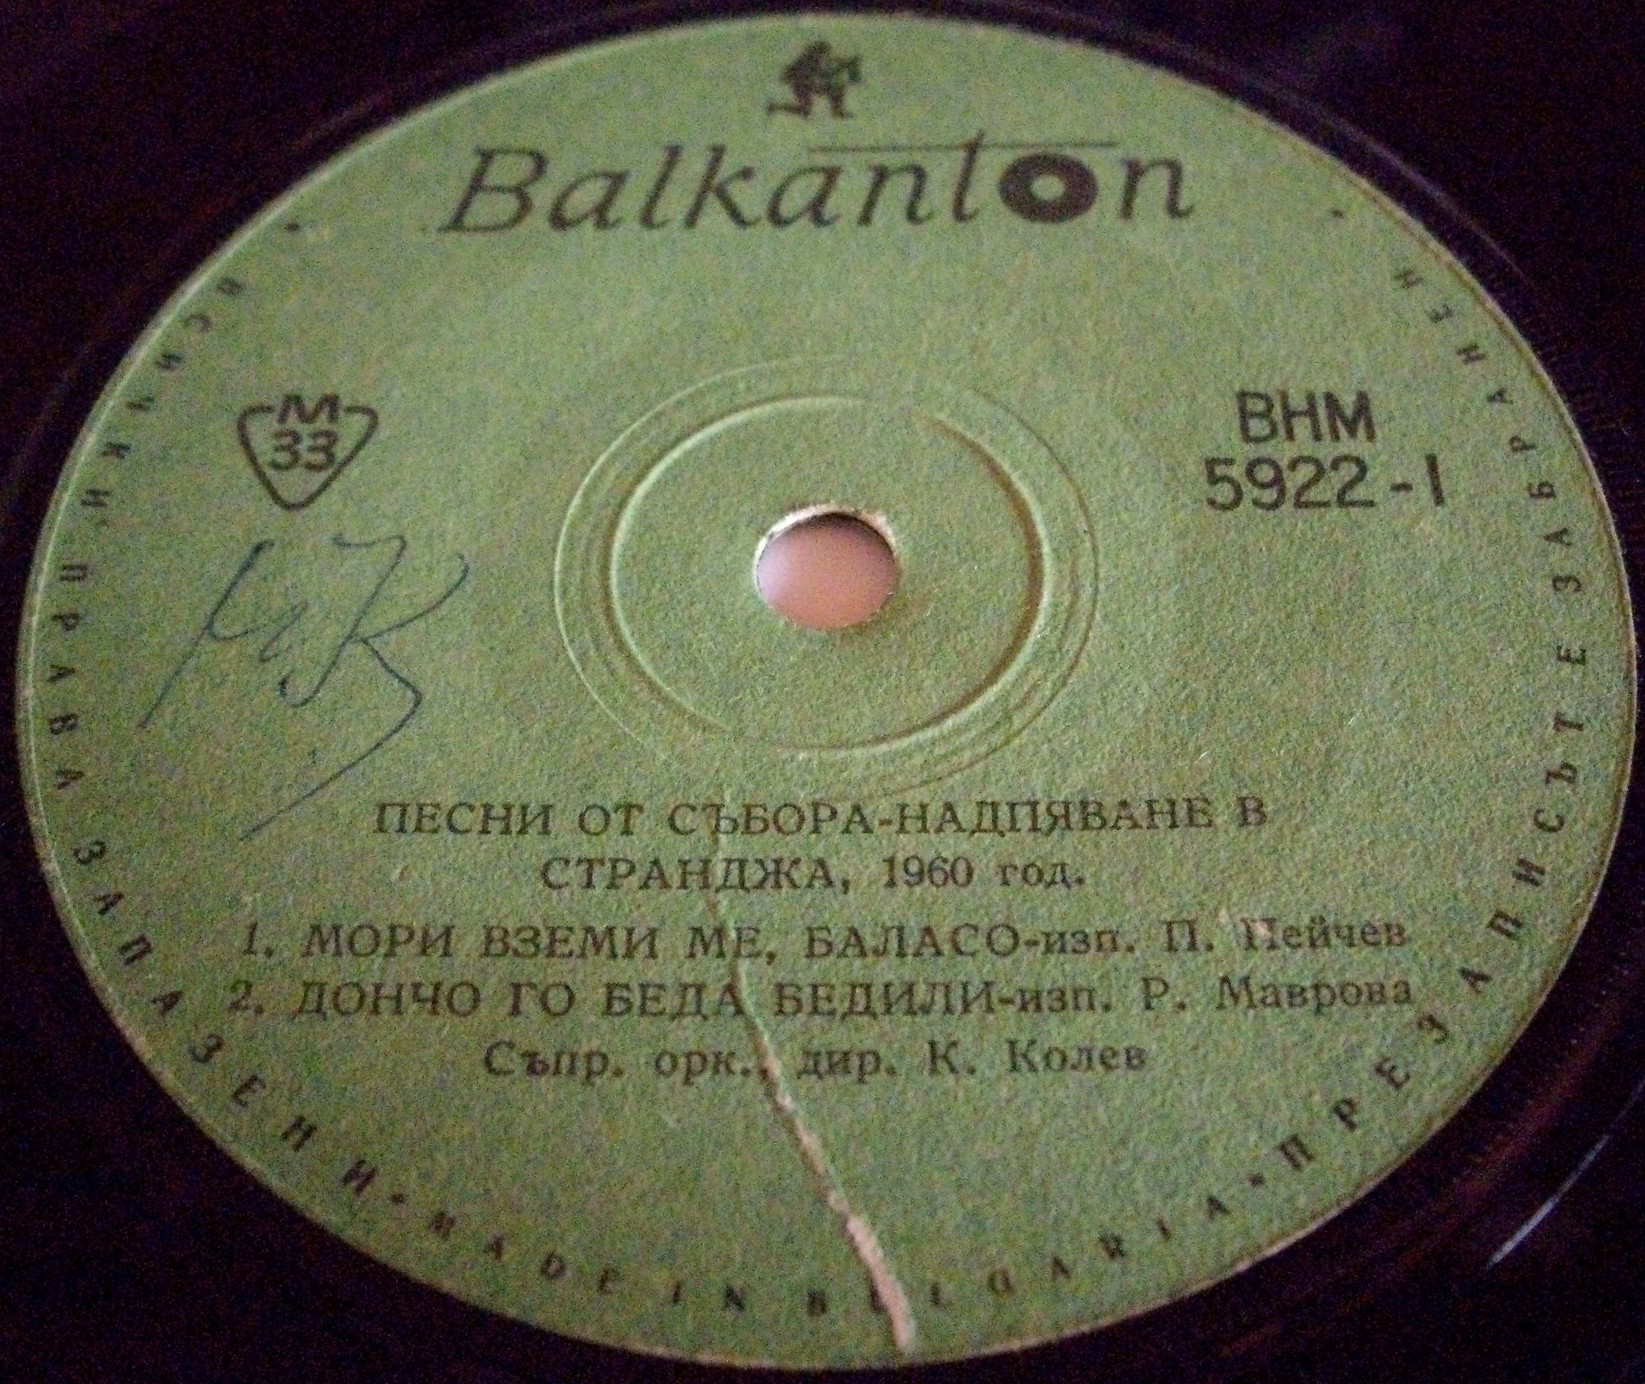 Balkanton
М
33
ВНМ
5922-I
ПЕСНИ ОТ СЪБОРА-НАДПЯВАНЕ В
СТРАНДЖА, 1960 год.
1. МОРИ ВЗЕМИ МЕ, БАЛАСО-изп. П. Пейчев
2. ДОНЧО ГО БЕДА БЕДИЛИ-изп. Р. Маврова
Съпр. орк., дир. К. Колев
ВСИЧКИ ПРАВА ЗАПАЗЕНИ • MADE IN BULGARIA • ПРЕЗАПИСЪТ Е ЗАБРАНЕН